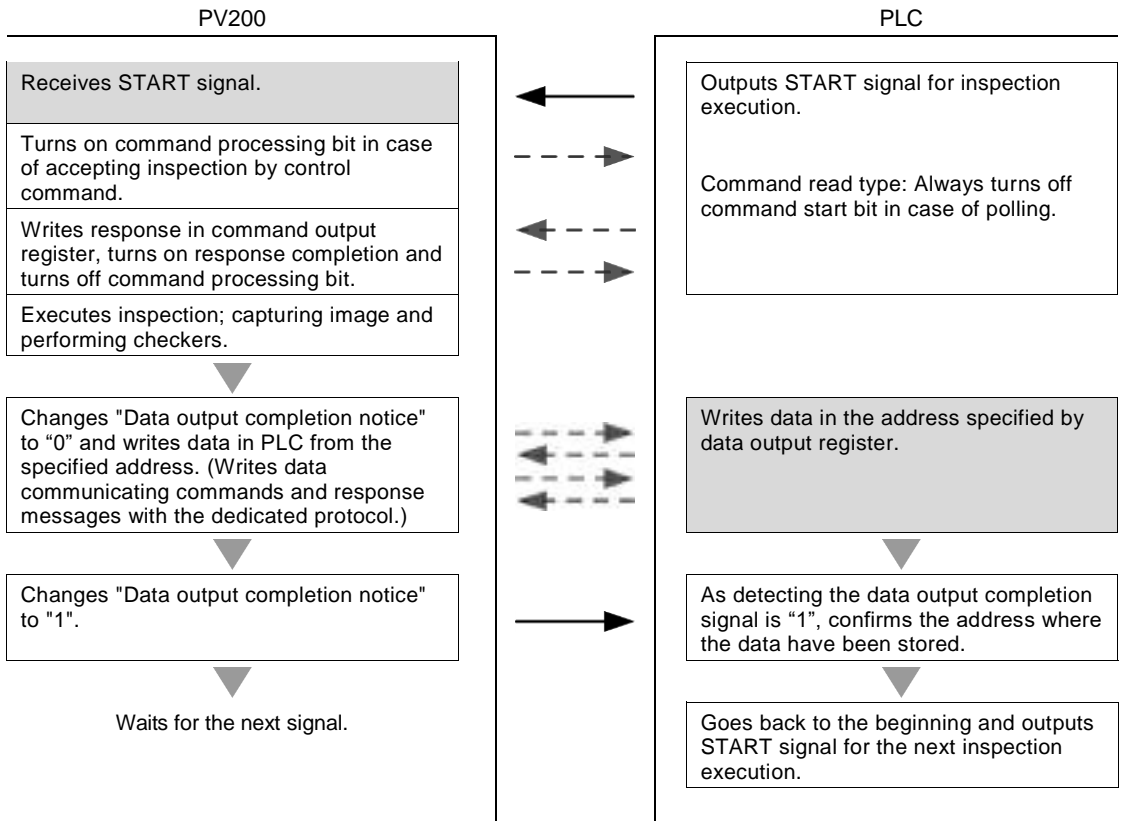 PV200
PLC
Receives START signal.
Outputs START signal for inspection
execution.
Turns on command processing bit in case
of accepting inspection by control
command.
Command read type: Always turns off
command start bit in case of polling.
Writes response in command output
register, turns on response completion and
turns off command processing bit.
Executes inspection; capturing image and
performing checkers.
Changes "Data output completion notice"
to “0” and writes data in PLC from the
specified address. (Writes data
communicating commands and response
messages with the dedicated protocol.)
Writes data in the address specified by
data output register.
Changes "Data output completion notice"
to "1".
As detecting the data output completion
signal is “1”, confirms the address where
the data have been stored.
Waits for the next signal.
Goes back to the beginning and outputs
START signal for the next inspection
execution.